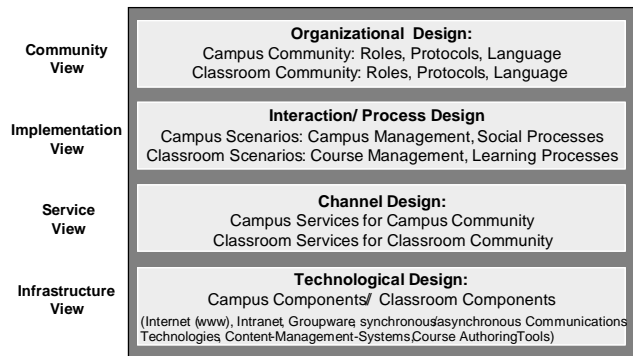 Community
View
Organizational Design:
Campus Community: Roles, Protocols, Language
Classroom Community: Roles, Protocols, Language
Implementation
View
Interaction/ Process Design
Campus Scenarios: Campus Management, Social Processes
Classroom Scenarios: Course Management, Learning Processes
Service
View
Channel Design:
Campus Services for Campus Community
Classroom Services for Classroom Community
Infrastructure
View
Technological Design:
Campus Components/ Classroom Components
(Internet (www), Intranet, Groupware, synchronous/asynchronous Communications
Technologies, Content-Management-Systems,Course AuthoringTools)